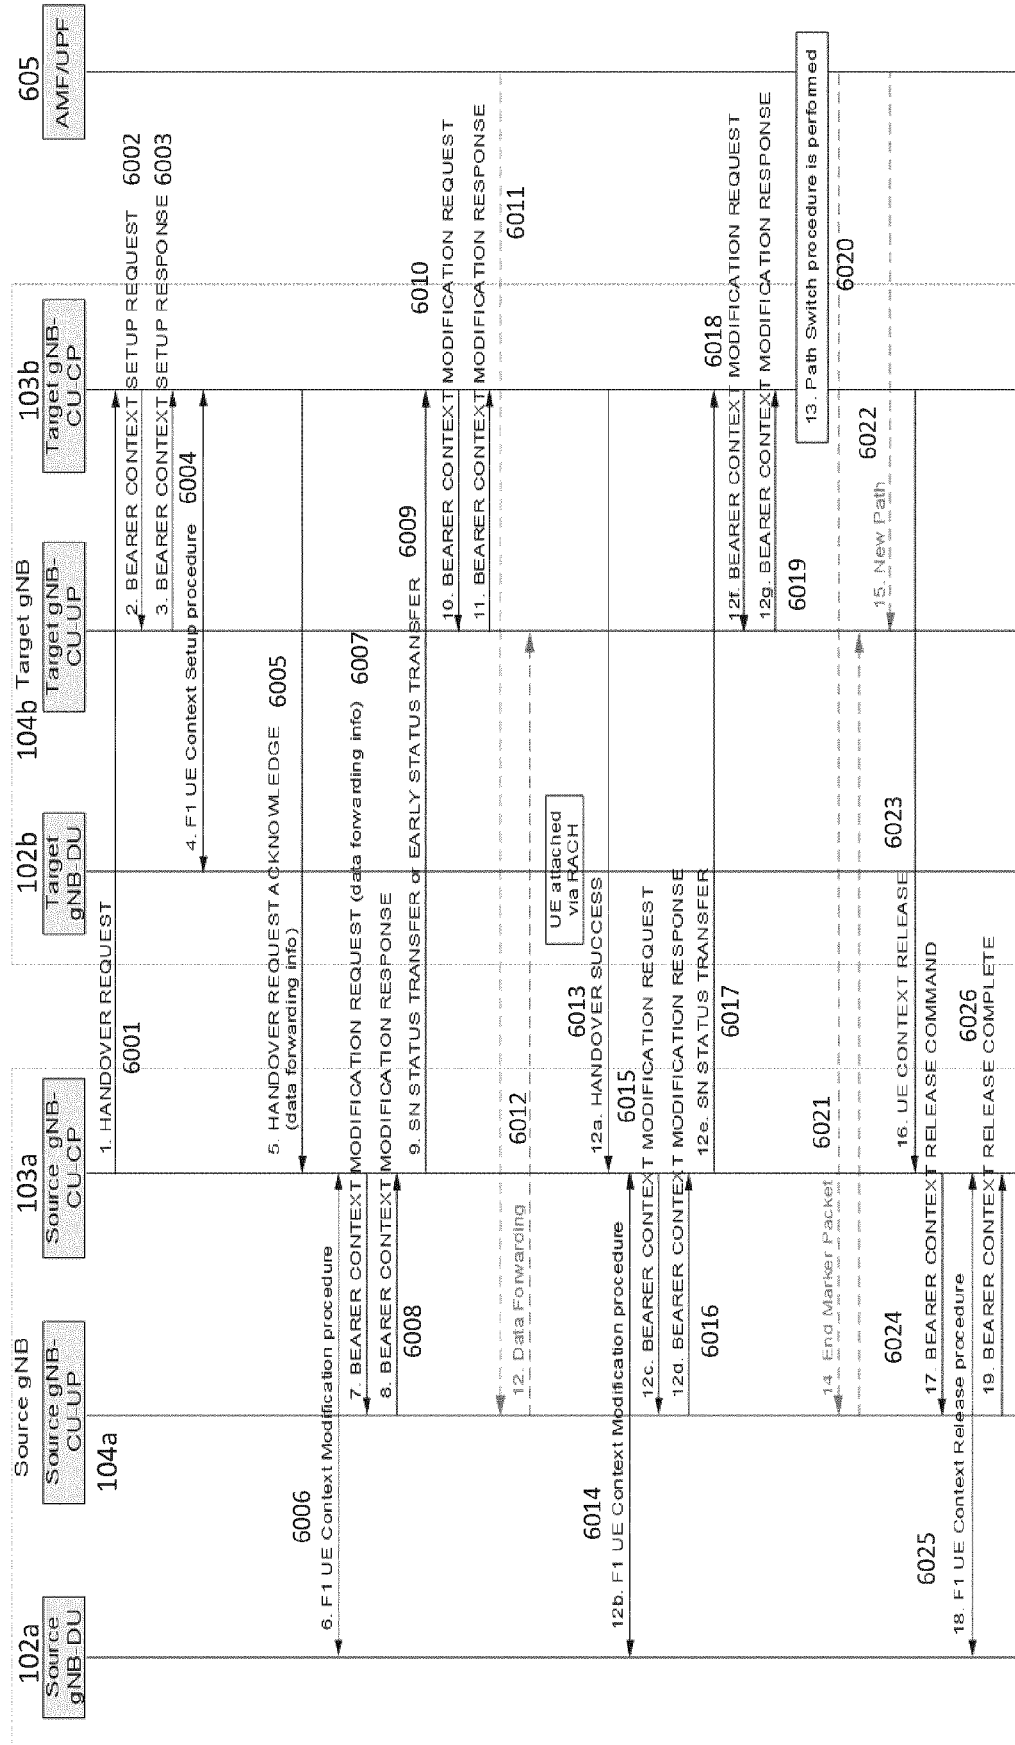 Source gNB
104b Target gNB
102a
Source
gNB-DU
Source gNB-
CU-UP
104a
103a
Source gNB-
CU-CP
102b
Target
gNB-DU
Target gNB-
CU-UP
103b
Target gNB-
CU-CP
605
AMF/UPF
1. HANDOVER REQUEST
6001
2. BEARER CONTEXT SETUP REQUEST 6002
3. BEARER CONTEXT SETUP RESPONSE 6003
4. F1 UE Context Setup procedure 6004
5. HANDOVER REQUEST ACKNOWLEDGE 6005
(data forwarding info)
6006
6. F1 UE Context Modification procedure
7. BEARER CONTEXT MODIFICATION REQUEST (data forwarding info) 6007
8. BEARER CONTEXT MODIFICATION RESPONSE
6008
9. SN STATUS TRANSFER or EARLY STATUS TRANSFER 6009
6010
10. BEARER CONTEXT MODIFICATION REQUEST
11. BEARER CONTEXT MODIFICATION RESPONSE
6011
12. Data Forwarding 6012
UE attached
via RACH
6013
12a. HANDOVER SUCCESS
6014
12b. F1 UE Context Modification procedure
6015
12c. BEARER CONTEXT MODIFICATION REQUEST
12d. BEARER CONTEXT MODIFICATION RESPONSE
6016
12e. SN STATUS TRANSFER
6017
6018
12f. BEARER CONTEXT MODIFICATION REQUEST
12g. BEARER CONTEXT MODIFICATION RESPONSE
6019
13. Path Switch procedure is performed
6020
14. End Marker Packet
6021
6022
15. New Path
6023
16. UE CONTEXT RELEASE
6024
17. BEARER CONTEXT RELEASE COMMAND
6025
18. F1 UE Context Release procedure
6026
19. BEARER CONTEXT RELEASE COMPLETE